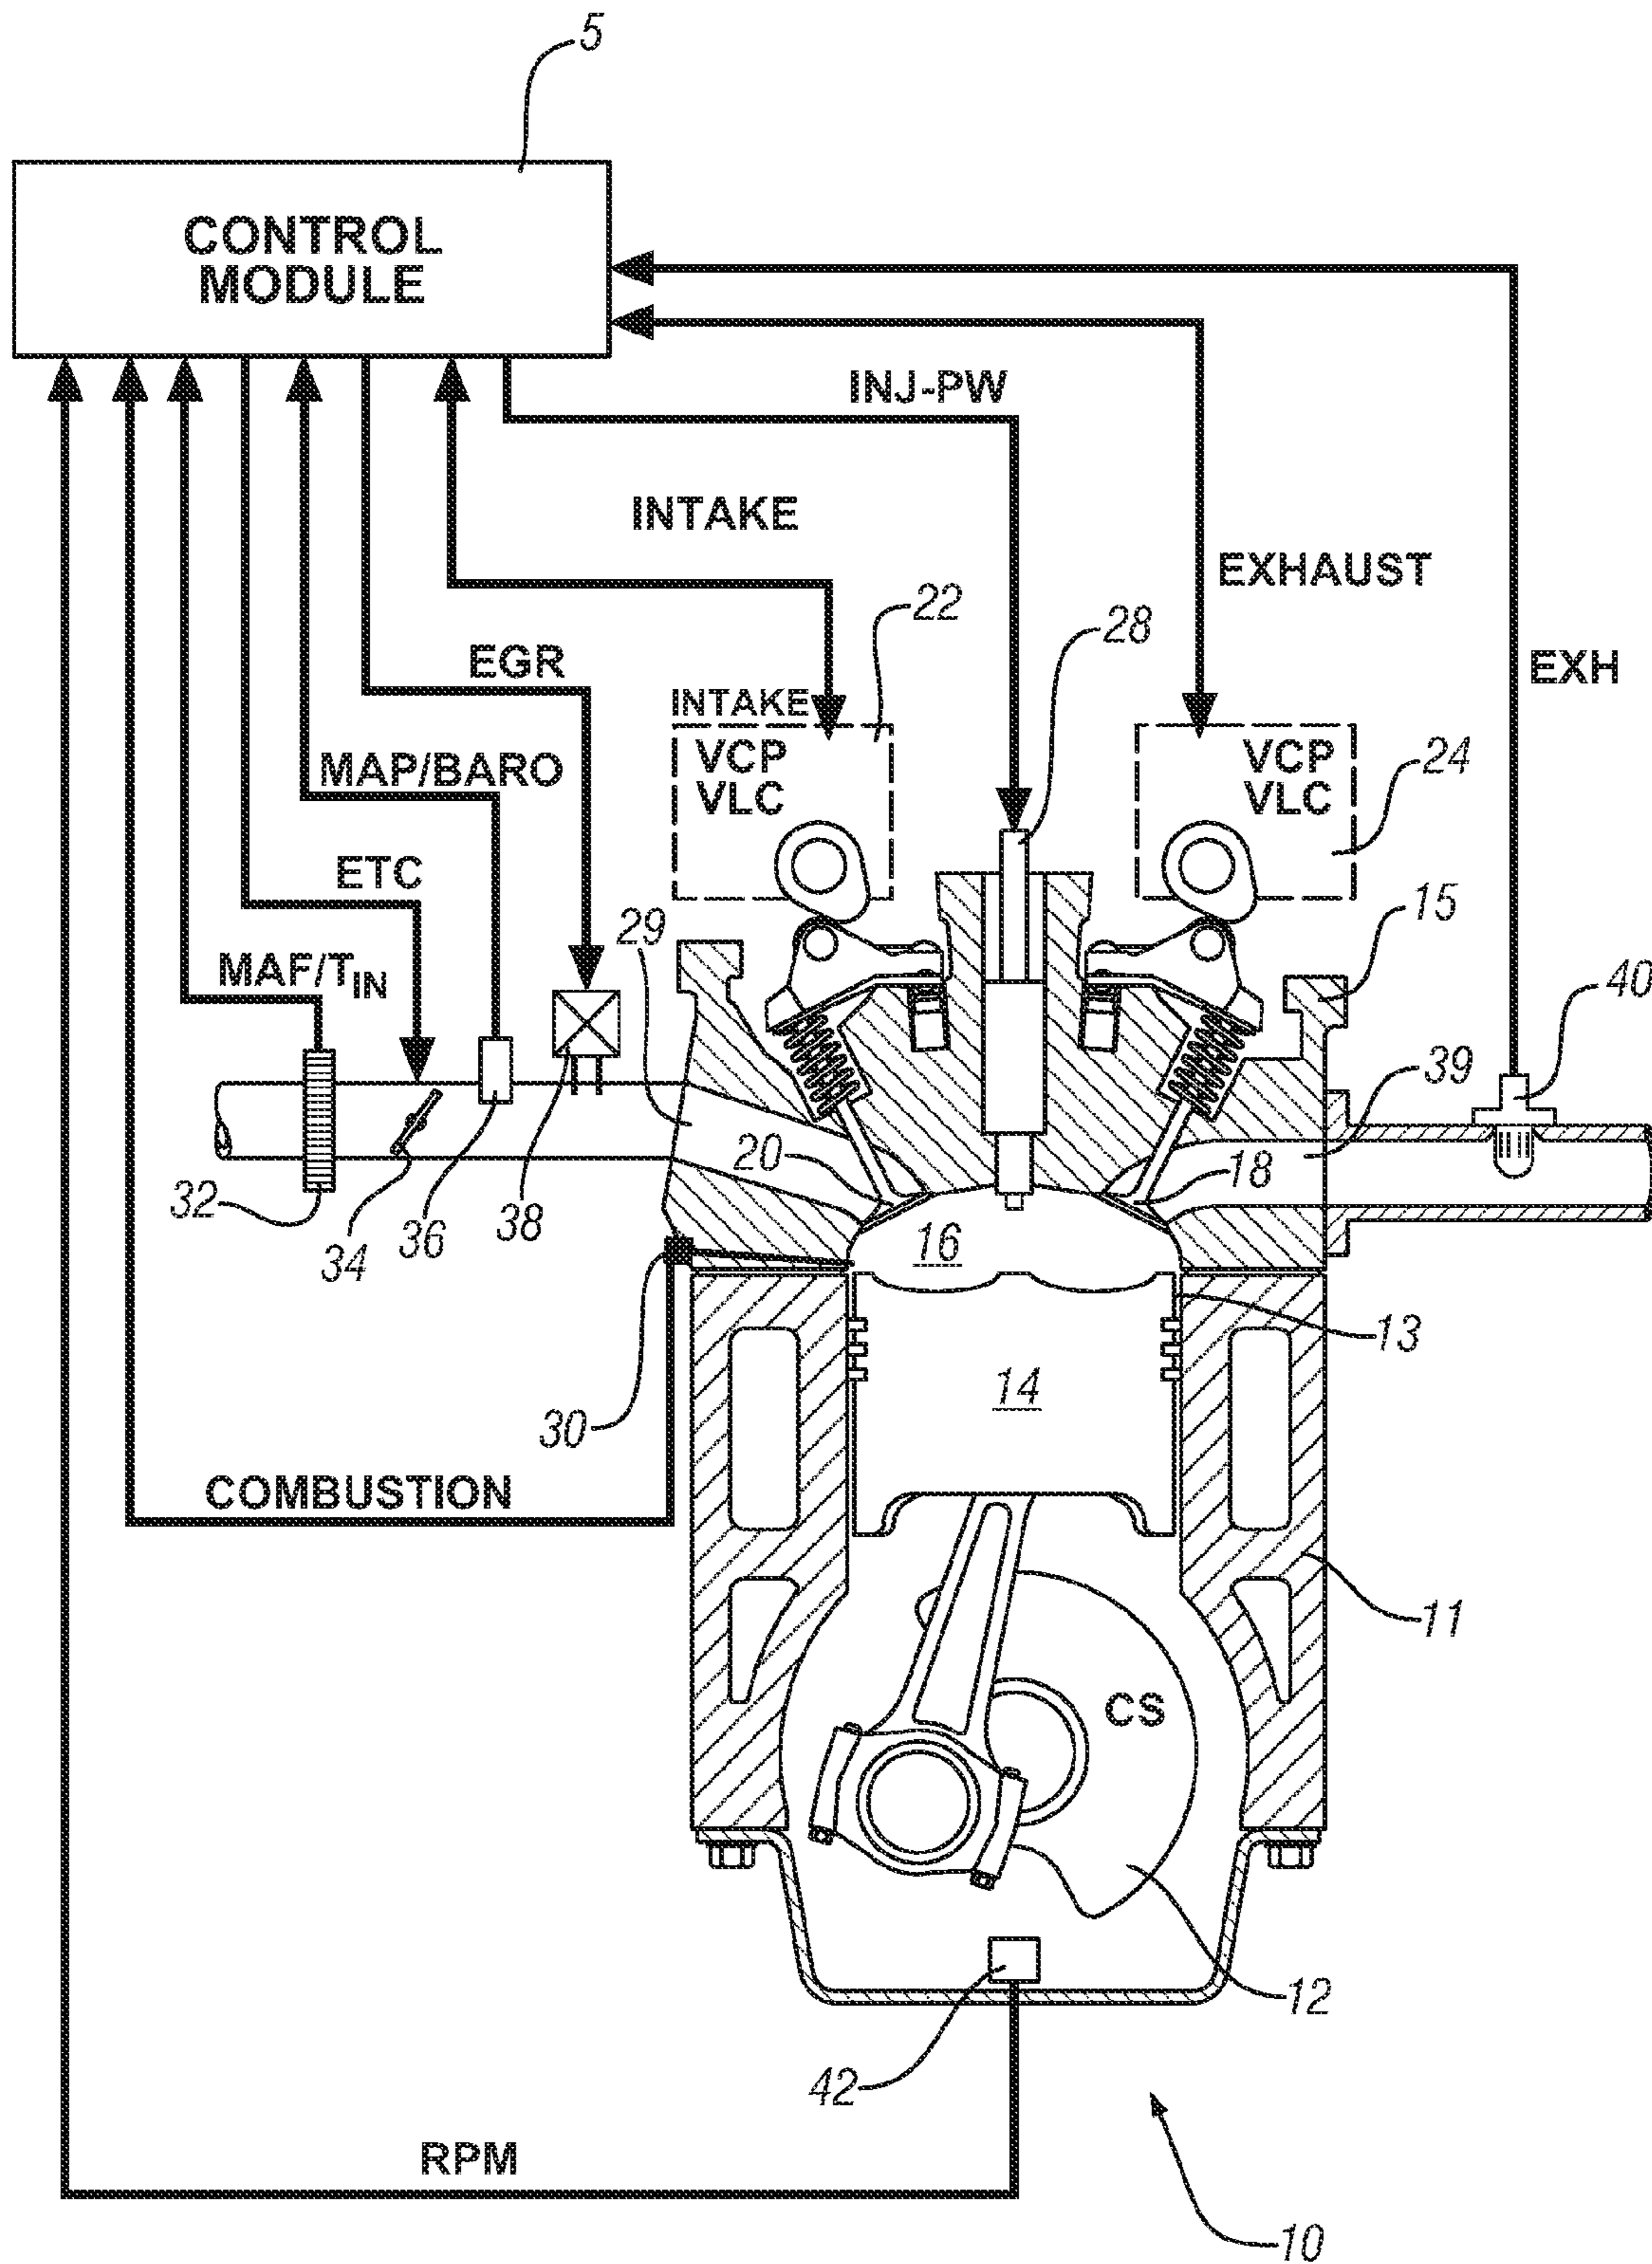 5
CONTROL
MODULE
INJ-PW
INTAKE
EXHAUST
22
28
EGR
EXH
INTAKE
VCP
VLC
VCP
VLC
24
MAP/BARO
ETC
15
29
MAF/TIN
40
39
20
18
32
34
36
38
16
30
13
14
COMBUSTION
11
CS
12
42
RPM
10